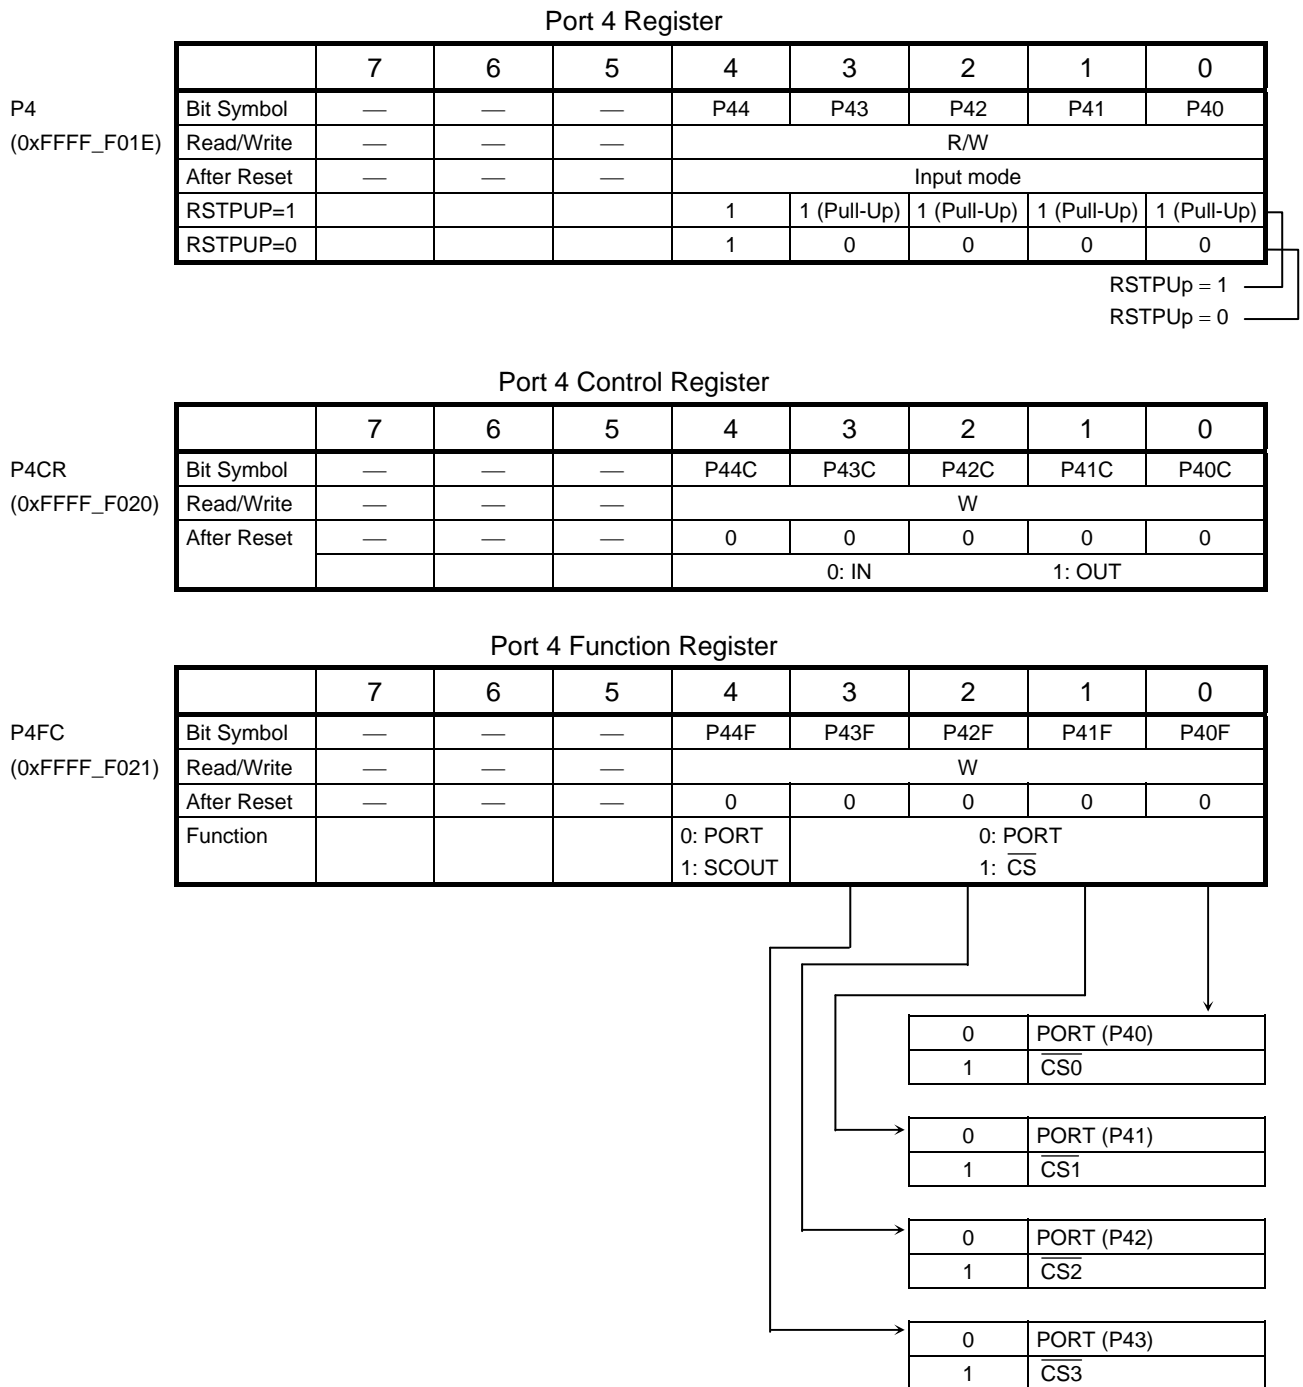 Port 4 Register
7 6 5 4 3 2 1 0
P4 Bit Symbol — — — P44 P43 P42 P41 P40
(0xFFFF_F01E) Read/Write — — — R/W
After Reset — — — Input mode
RSTPUP=1 1 1 (Pull-Up) 1 (Pull-Up) 1 (Pull-Up) 1 (Pull-Up)
RSTPUP=0 1 0 0 0 0
RSTPUp = 1
RSTPUp = 0
Port 4 Control Register
7 6 5 4 3 2 1 0
P4CR Bit Symbol — — — P44C P43C P42C P41C P40C
(0xFFFF_F020) Read/Write — — — W
After Reset — — — 0 0 0 0 0
0: IN 1: OUT
Port 4 Function Register
7 6 5 4 3 2 1 0
P4FC Bit Symbol — — — P44F P43F P42F P41F P40F
(0xFFFF_F021) Read/Write — — — W
After Reset — — — 0 0 0 0 0
Function 0: PORT 0: PORT
1: SCOUT 1: C̅S̅
0 PORT (P40)
1 C̅S̅0̅
0 PORT (P41)
1 C̅S̅1̅
0 PORT (P42)
1 C̅S̅2̅
0 PORT (P43)
1 C̅S̅3̅